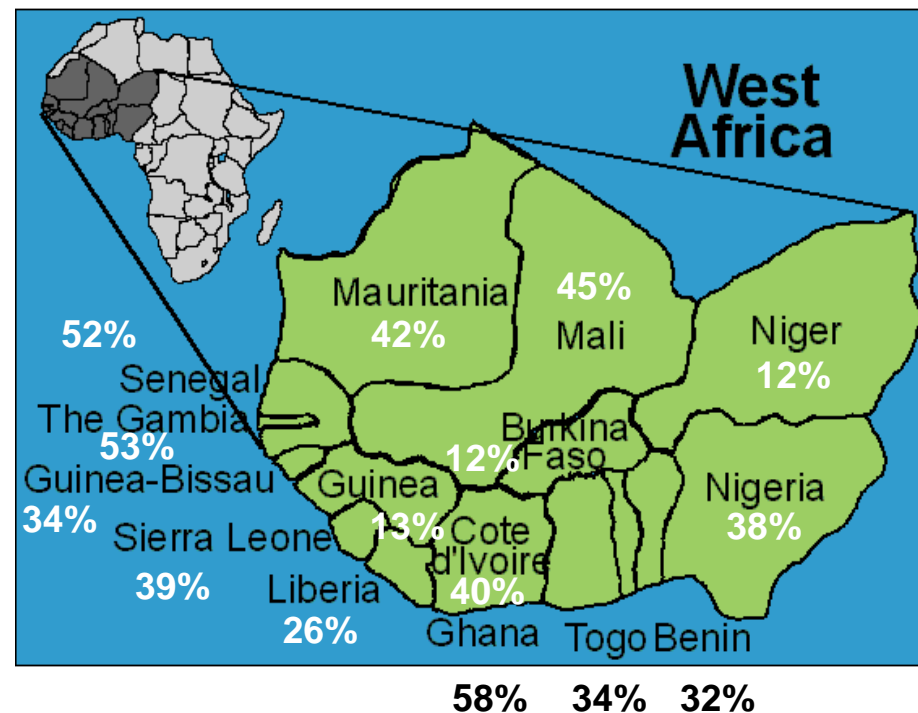 West
Africa
Mauritania
42%
45%
Mali
Niger
12%
52%
Senegal
The Gambia
53%
Guinea-Bissau
34%
Burkina
Faso
12%
Guinea
13%
Nigeria
38%
Sierra Leone
39%
Cote
d'Ivoire
40%
Liberia
26%
Ghana
Togo
Benin
58%
34%
32%